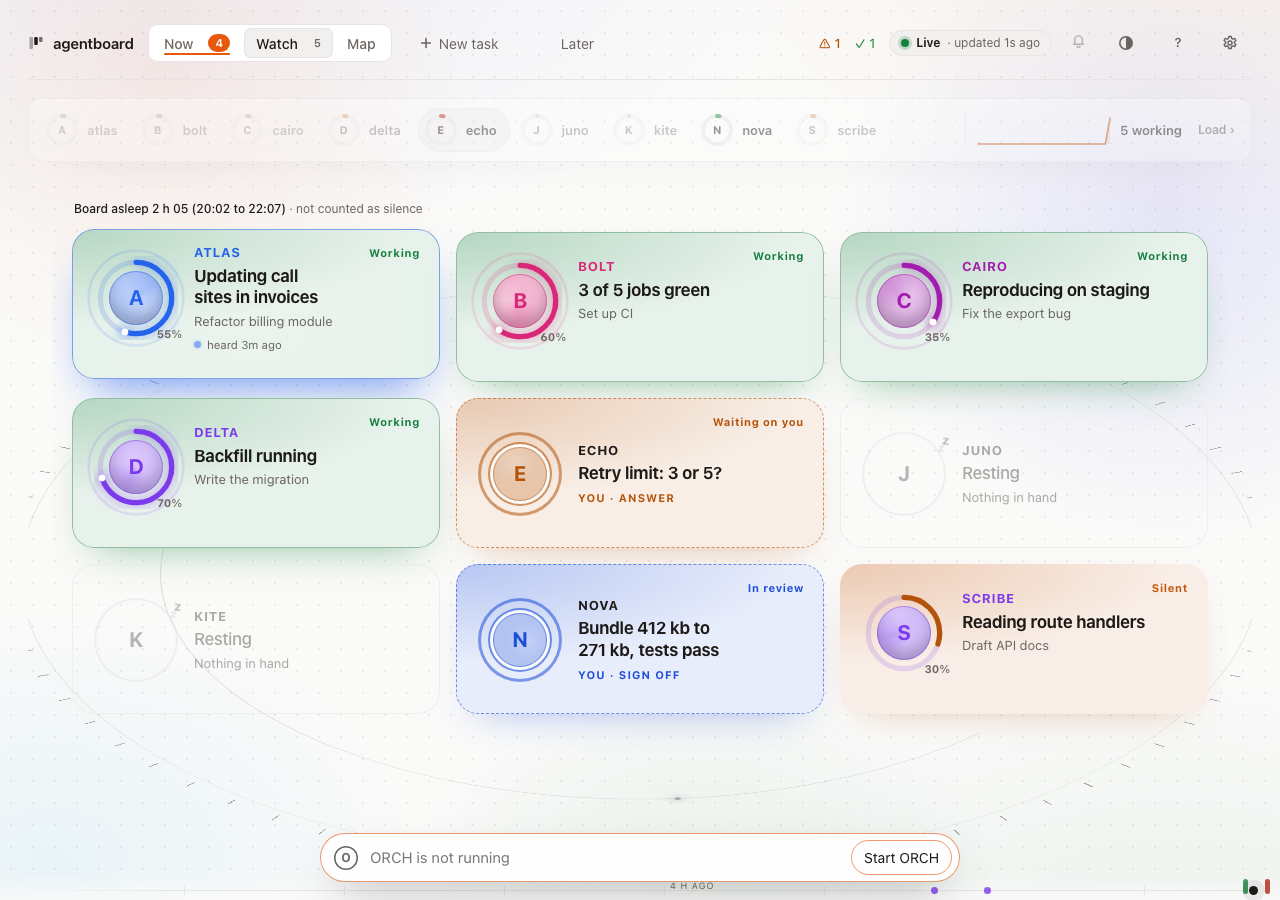 agentboard
Now 4
Watch 5
Map
+ New task
Later
1
1
Live · updated 1s ago
?
A atlas
B bolt
C cairo
D delta
E echo
J juno
K kite
N nova
S scribe
5 working
Load ›
Board asleep 2 h 05 (20:02 to 22:07) · not counted as silence
A
55%
ATLAS
Working
Updating call
sites in invoices
Refactor billing module
heard 3m ago
B
60%
BOLT
Working
3 of 5 jobs green
Set up CI
C
35%
CAIRO
Working
Reproducing on staging
Fix the export bug
D
70%
DELTA
Working
Backfill running
Write the migration
E
Waiting on you
ECHO
Retry limit: 3 or 5?
YOU · ANSWER
J
z
JUNO
Resting
Nothing in hand
K
z
KITE
Resting
Nothing in hand
N
In review
NOVA
Bundle 412 kb to
271 kb, tests pass
YOU · SIGN OFF
S
30%
Silent
SCRIBE
Reading route handlers
Draft API docs
O ORCH is not running
Start ORCH
4 H AGO